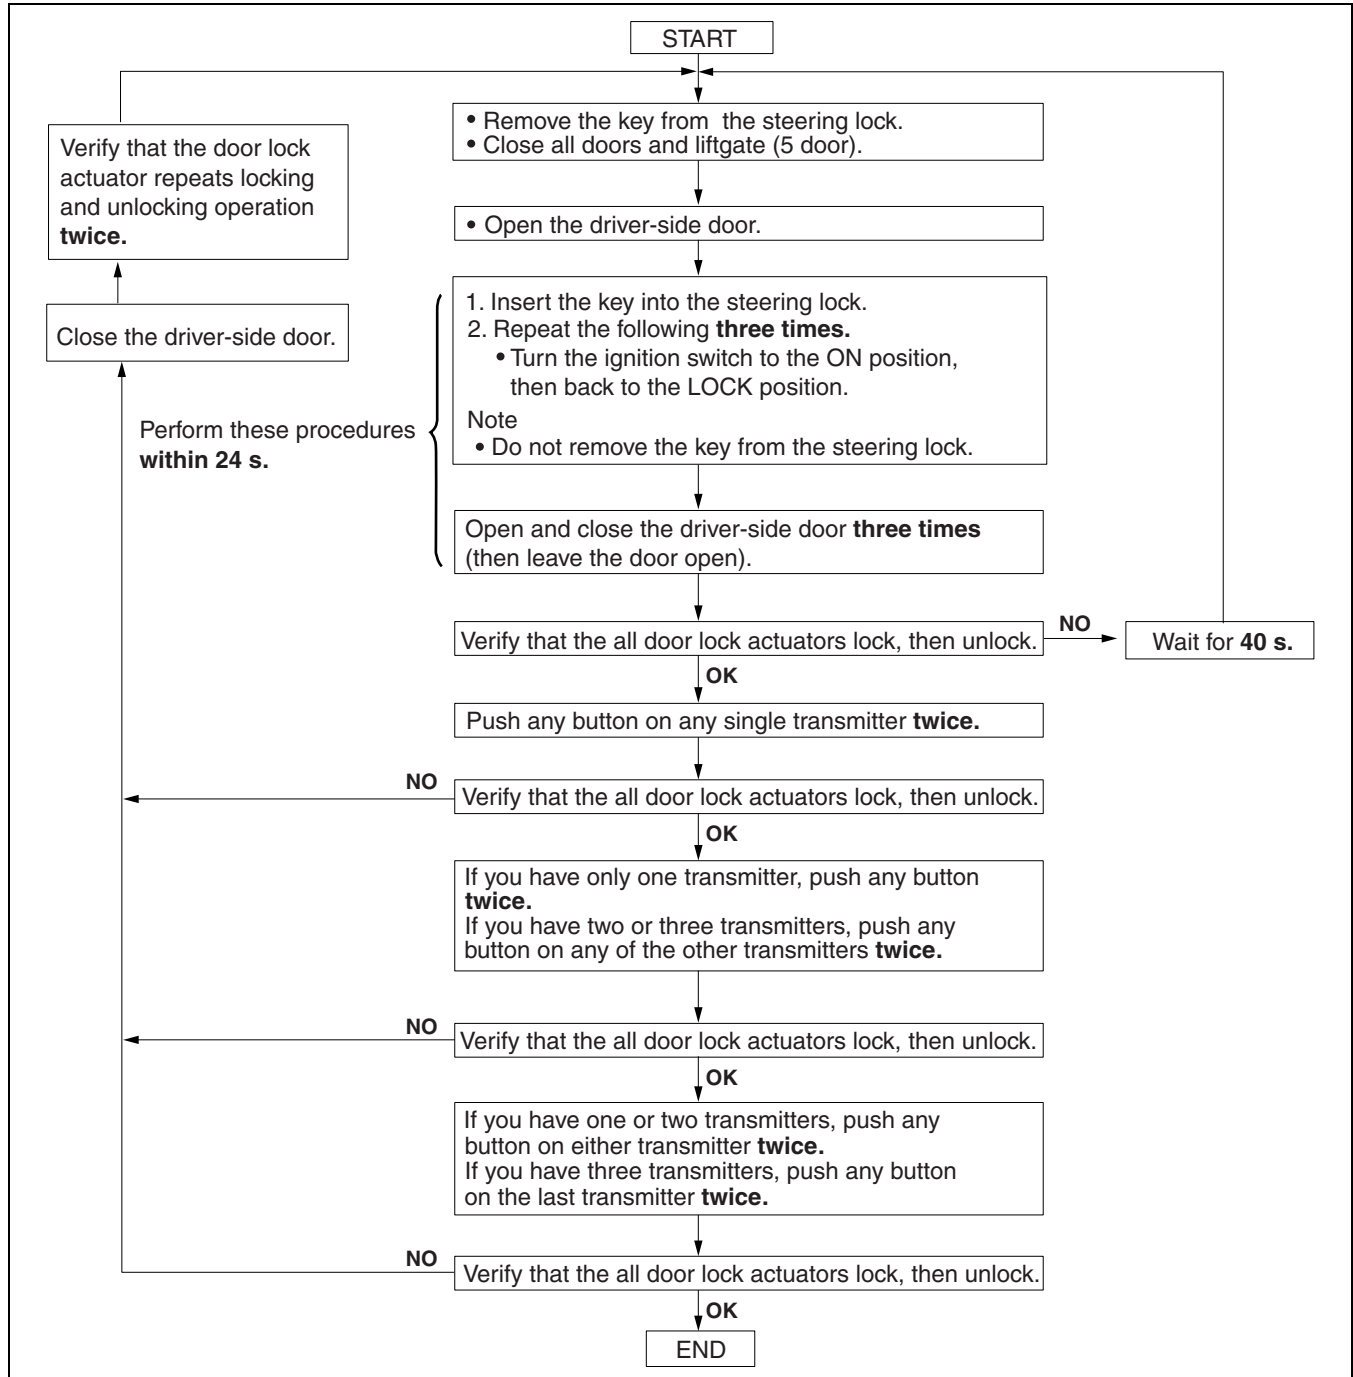 START
• Remove the key from the steering lock.
• Close all doors and liftgate (5 door).
Verify that the door lock
actuator repeats locking
and unlocking operation
twice.
• Open the driver-side door.
Close the driver-side door.
1. Insert the key into the steering lock.
2. Repeat the following three times.
• Turn the ignition switch to the ON position,
then back to the LOCK position.
Note
• Do not remove the key from the steering lock.
Perform these procedures
within 24 s.
Open and close the driver-side door three times
(then leave the door open).
Verify that the all door lock actuators lock, then unlock.
NO
Wait for 40 s.
OK
Push any button on any single transmitter twice.
NO
Verify that the all door lock actuators lock, then unlock.
OK
If you have only one transmitter, push any button
twice.
If you have two or three transmitters, push any
button on any of the other transmitters twice.
NO
Verify that the all door lock actuators lock, then unlock.
OK
If you have one or two transmitters, push any
button on either transmitter twice.
If you have three transmitters, push any button
on the last transmitter twice.
NO
Verify that the all door lock actuators lock, then unlock.
OK
END